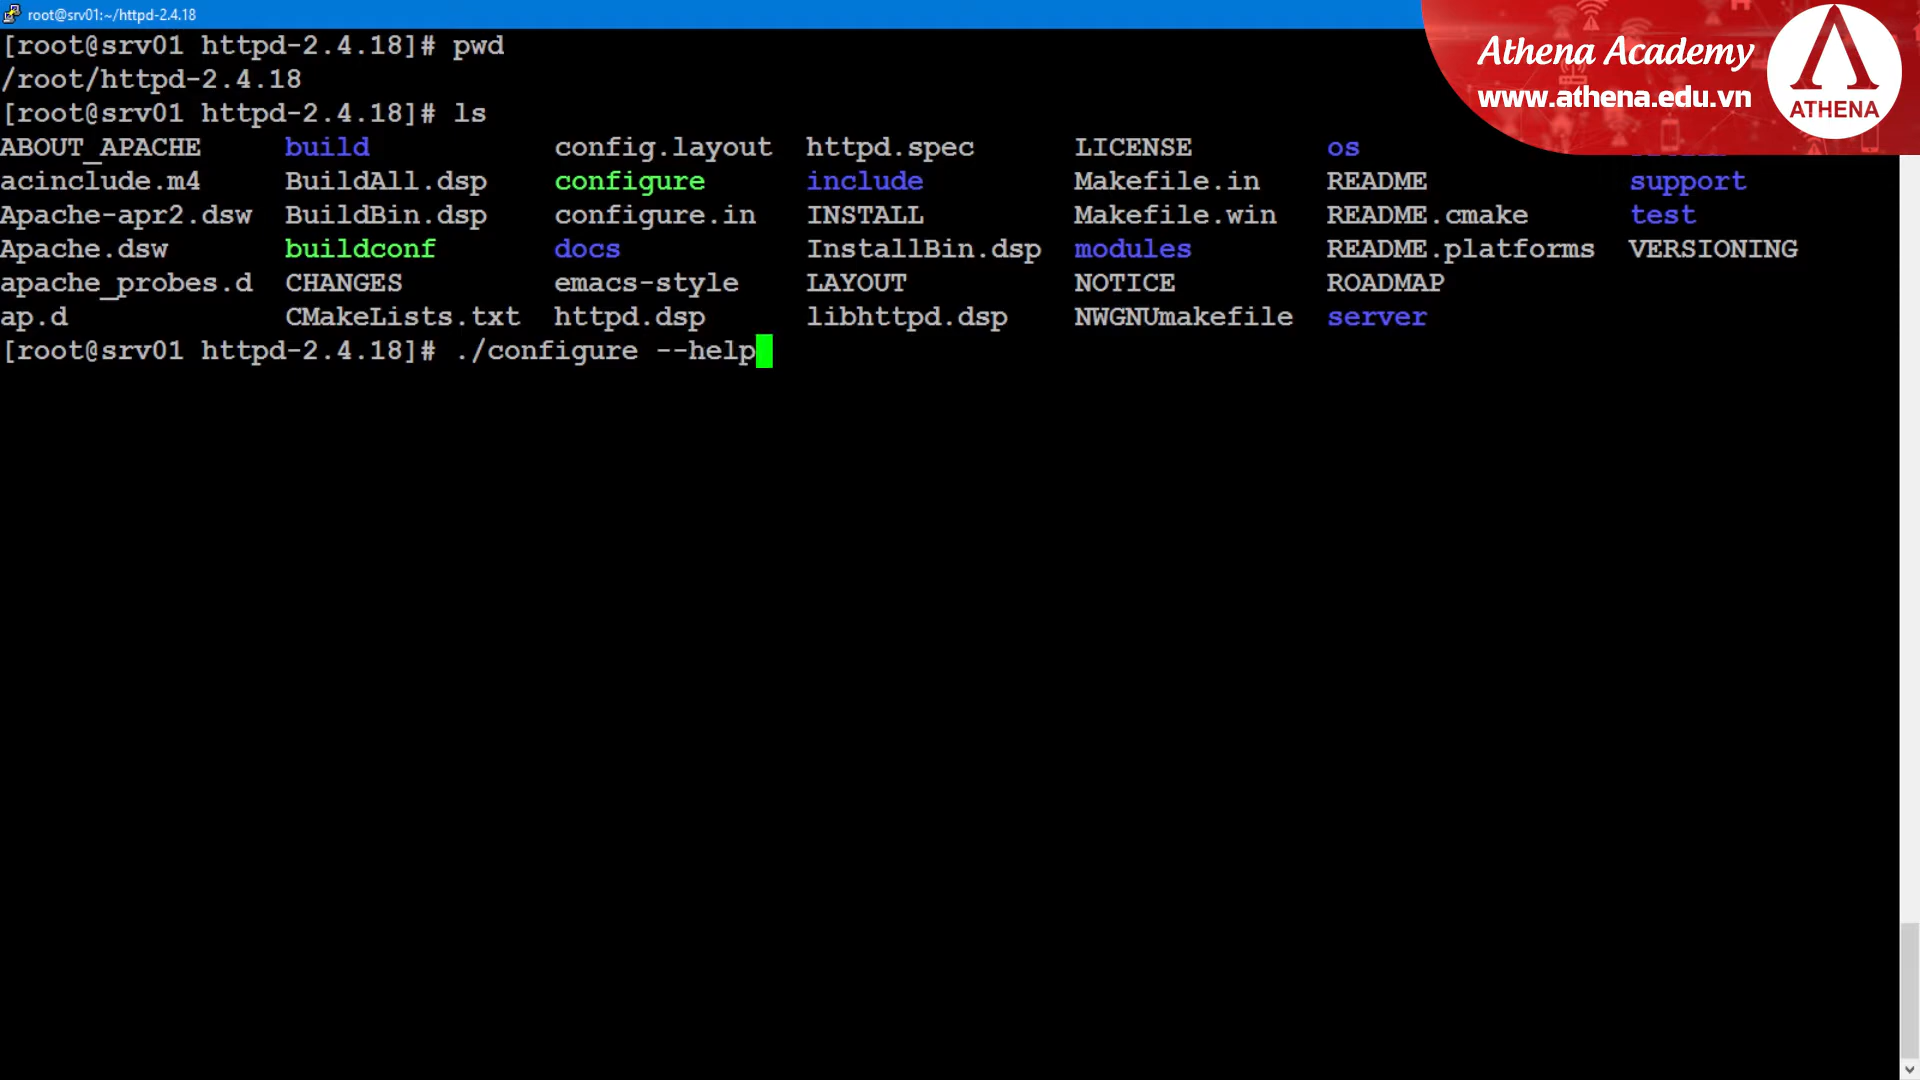 root@srv01:~/httpd-2.4.18
[root@srv01 httpd-2.4.18]# pwd
/root/httpd-2.4.18
[root@srv01 httpd-2.4.18]# ls
ABOUT_APACHE build config.layout httpd.spec LICENSE os
acinclude.m4 BuildAll.dsp configure include Makefile.in README support
Apache-apr2.dsw BuildBin.dsp configure.in INSTALL Makefile.win README.cmake test
Apache.dsw buildconf docs InstallBin.dsp modules README.platforms VERSIONING
apache_probes.d CHANGES emacs-style LAYOUT NOTICE ROADMAP
ap.d CMakeLists.txt httpd.dsp libhttpd.dsp NWGNUmakefile server
[root@srv01 httpd-2.4.18]# ./configure --help
Athena Academy
www.athena.edu.vn
ATHENA